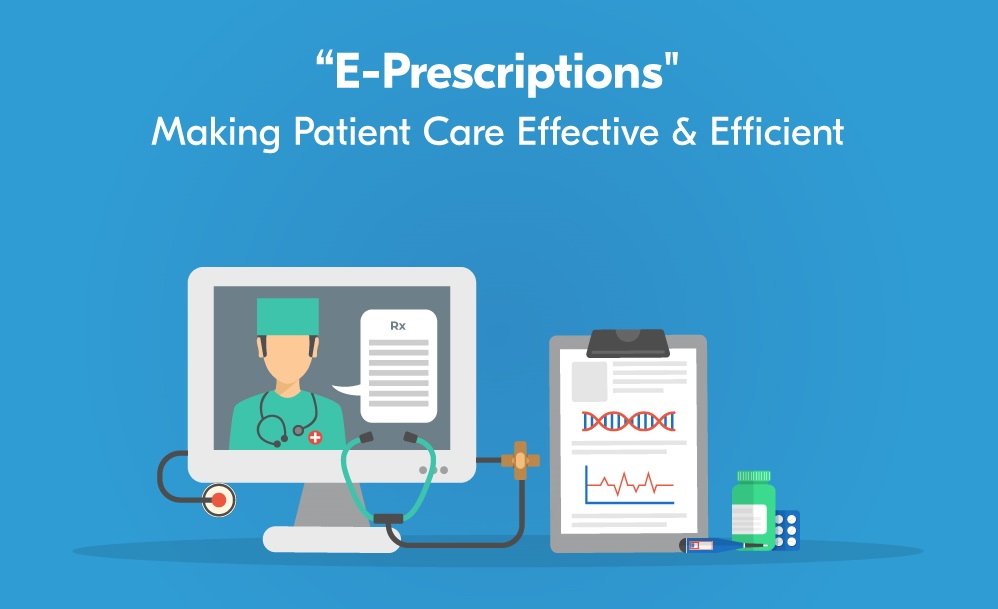 “E-Prescriptions"
Making Patient Care Effective & Efficient
Rx